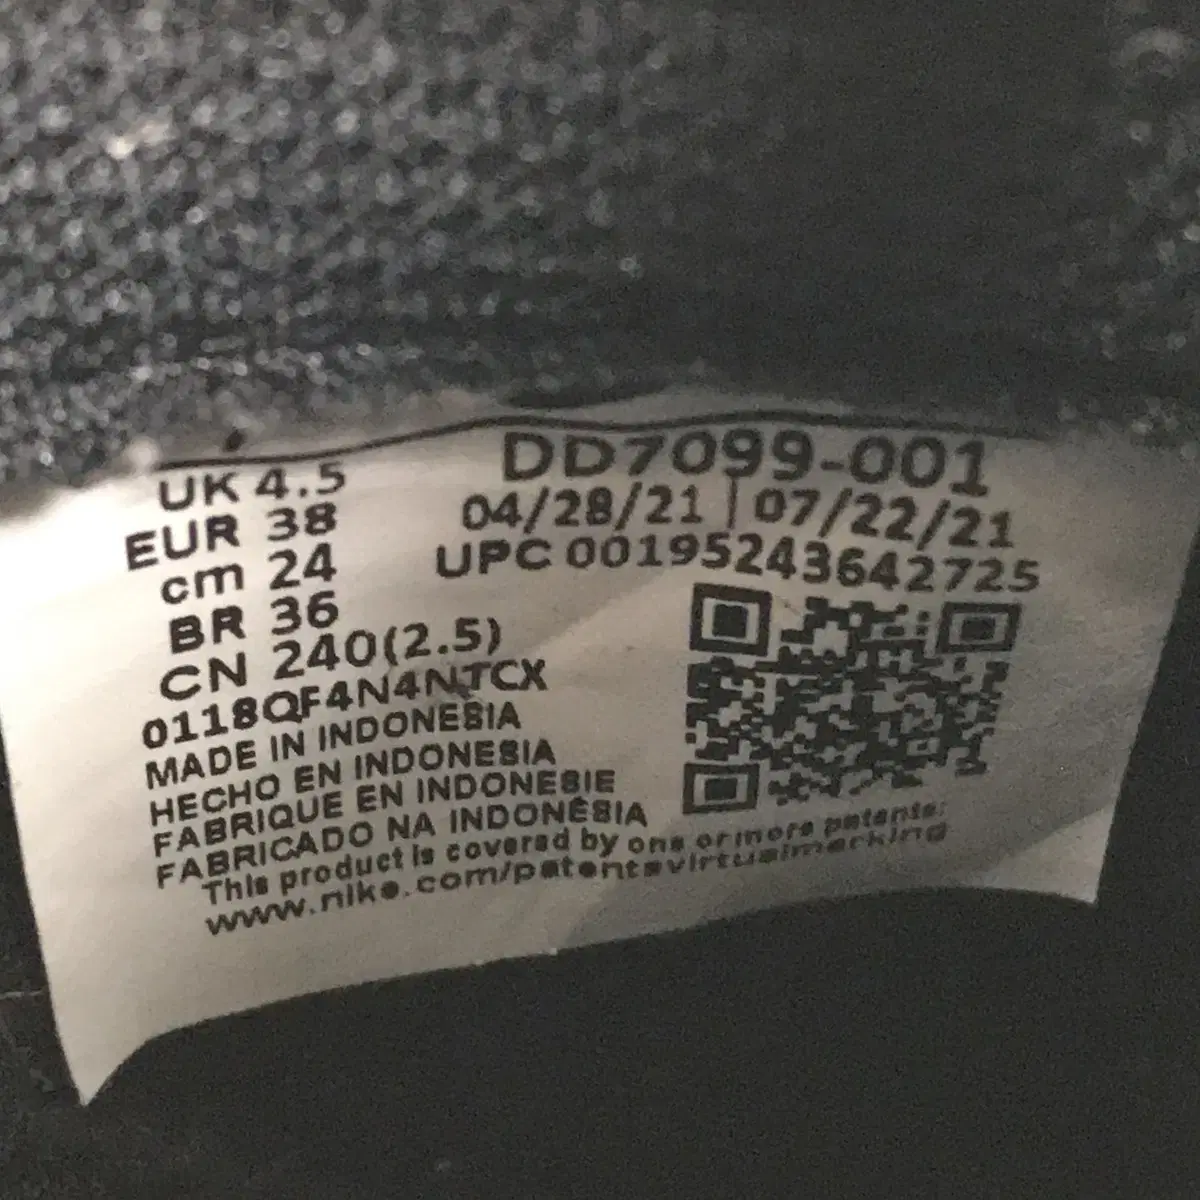 UK 4.5
EUR 38
cm 24
BR 36
CN 240(2.5)
0118QF4N4NTCX
MADE IN INDONESIA
HECHO EN INDONESIA
FABRIQUE EN INDONESIE
FABRICADO NA INDONÉSIA
This product is covered by one or more patents:
www.nike.com/patentsvirtualmarking
DD7099-001
04/28/21 | 07/22/21
UPC 00195243642725